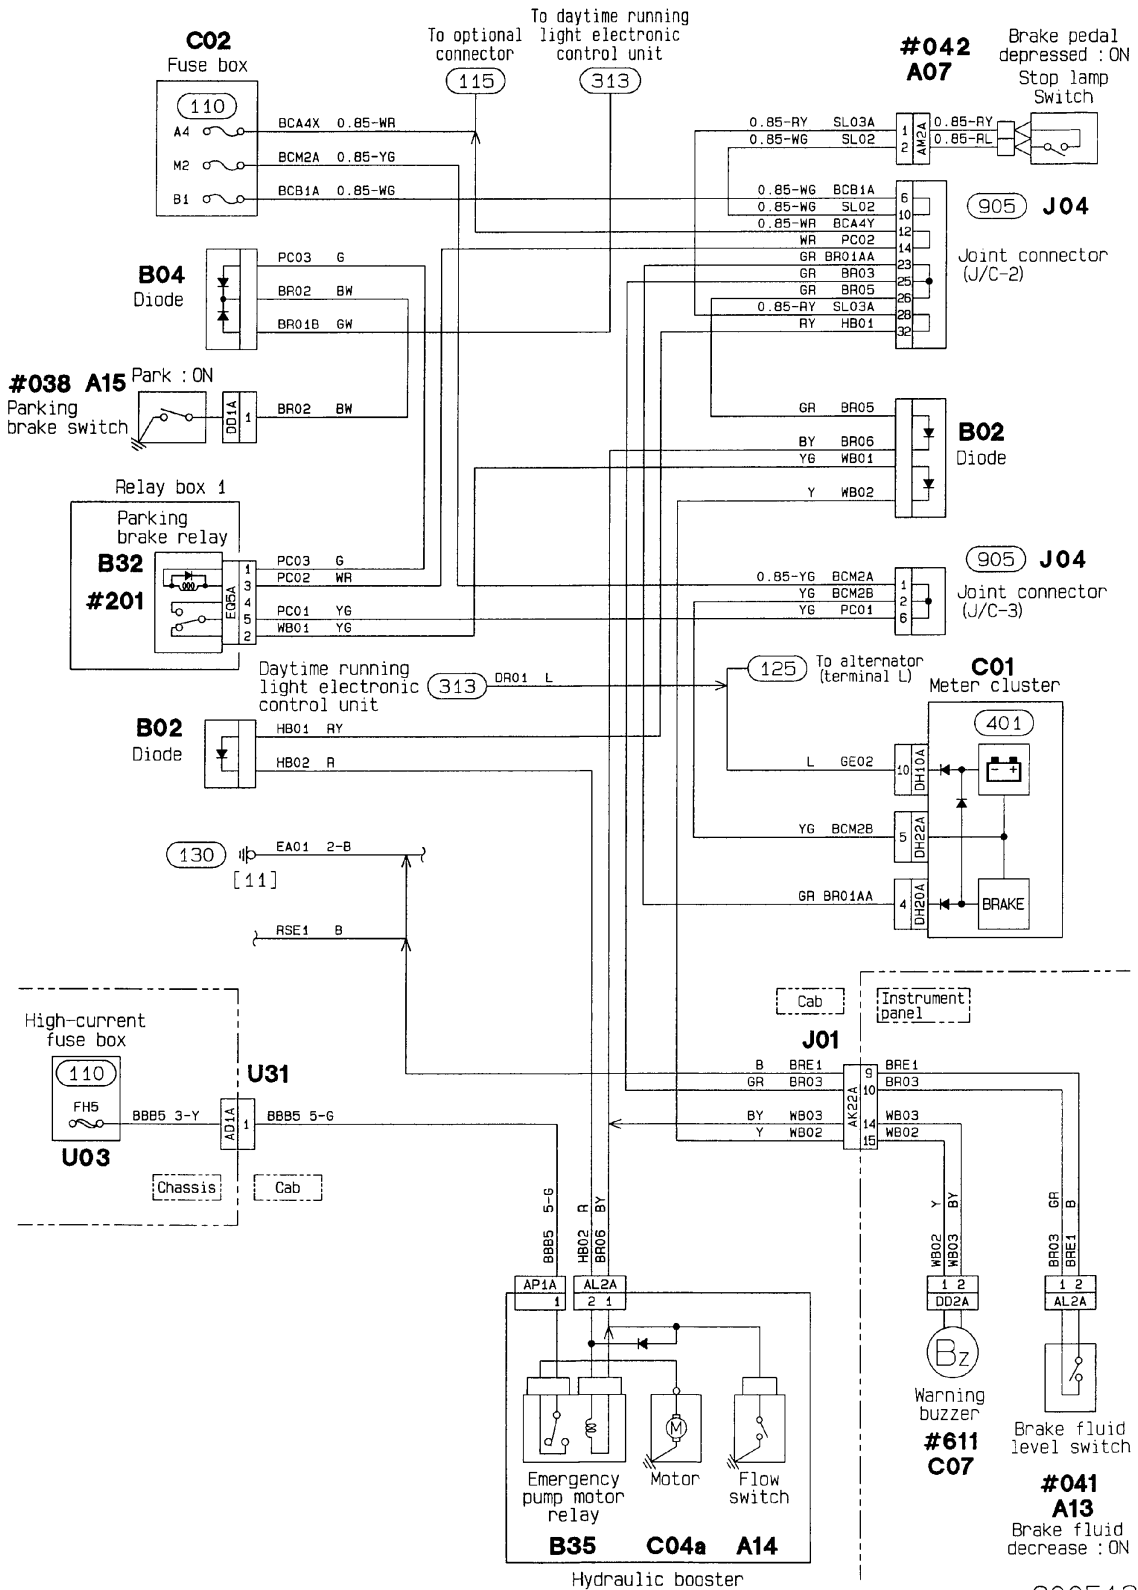 C02
Fuse box
110
A4
M2
B1
BCA4X 0.85-WR
BCM2A 0.85-YG
BCB1A 0.85-WG
To optional
connector
115
To daytime running
light electronic
control unit
313
#042
A07
Brake pedal
depressed : ON
Stop lamp
Switch
0.85-RY SL03A
0.85-WG SL02
1
2
AM2A
0.85-RY
0.85-RL
0.85-WG BCB1A 6
0.85-WG SL02 10
0.85-WR BCA4Y 12
WR PC02 14
GR BR01AA 23
GR BR03 25
GR BR05 26
0.85-RY SL03A 28
RY HB01 32
905 J04
Joint connector
(J/C-2)
B04
Diode
PC03 G
BR02 BW
BR01B GW
#038 A15
Park : ON
Parking
brake switch
DD1A
1
BR02 BW
GR BR05
BY BR06
YG WB01
Y WB02
B02
Diode
Relay box 1
Parking
brake relay
B32
#201
EQ5A
1 PC03 G
3 PC02 WR
4
5 PC01 YG
2 WB01 YG
905 J04
Joint connector
(J/C-3)
0.85-YG BCM2A 1
YG BCM2B 2
YG PC01 6
Daytime running
light electronic
control unit
313
DR01 L
125
To alternator
(terminal L)
C01
Meter cluster
401
B02
Diode
HB01 RY
HB02 R
L GE02 10 DH10A
- +
YG BCM2B 5 DH22A
GR BR01AA 4 DH20A
BRAKE
130
[11]
EA01 2-B
RSE1 B
Cab
Instrument
panel
J01
High-current
fuse box
110
FH5
U03
BBB5 3-Y
AD1A
1
U31
BBB5 5-G
Chassis
Cab
B BRE1
GR BR03
BY WB03
Y WB02
AK22A
9 BRE1
10 BR03
14 WB03
15 WB02
BBB5 5-G
HB02 R
BR06 BY
WB02 Y
WB03 BY
BR03 GR
BRE1 B
AP1A
1
AL2A
2 1
1 2
DD2A
1 2
AL2A
Bz
Warning
buzzer
#611
C07
Brake fluid
level switch
#041
A13
Brake fluid
decrease : ON
M
Emergency
pump motor
relay
Motor
Flow
switch
B35
C04a
A14
Hydraulic booster